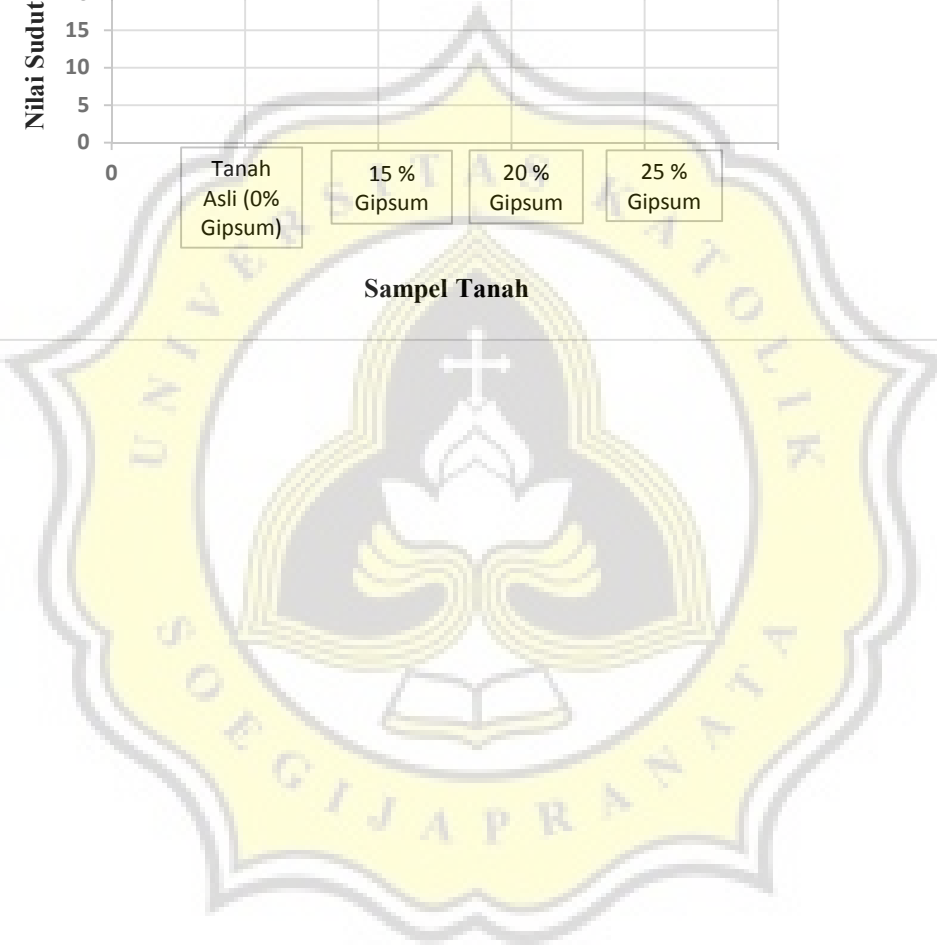 Nilai Sudut
15
10
5
0
0
Tanah
Asli (0%
Gipsum)
15 %
Gipsum
20 %
Gipsum
25 %
Gipsum
Sampel Tanah
UNIVERSITAS KATOLIK
SOEGIJAPRANATA